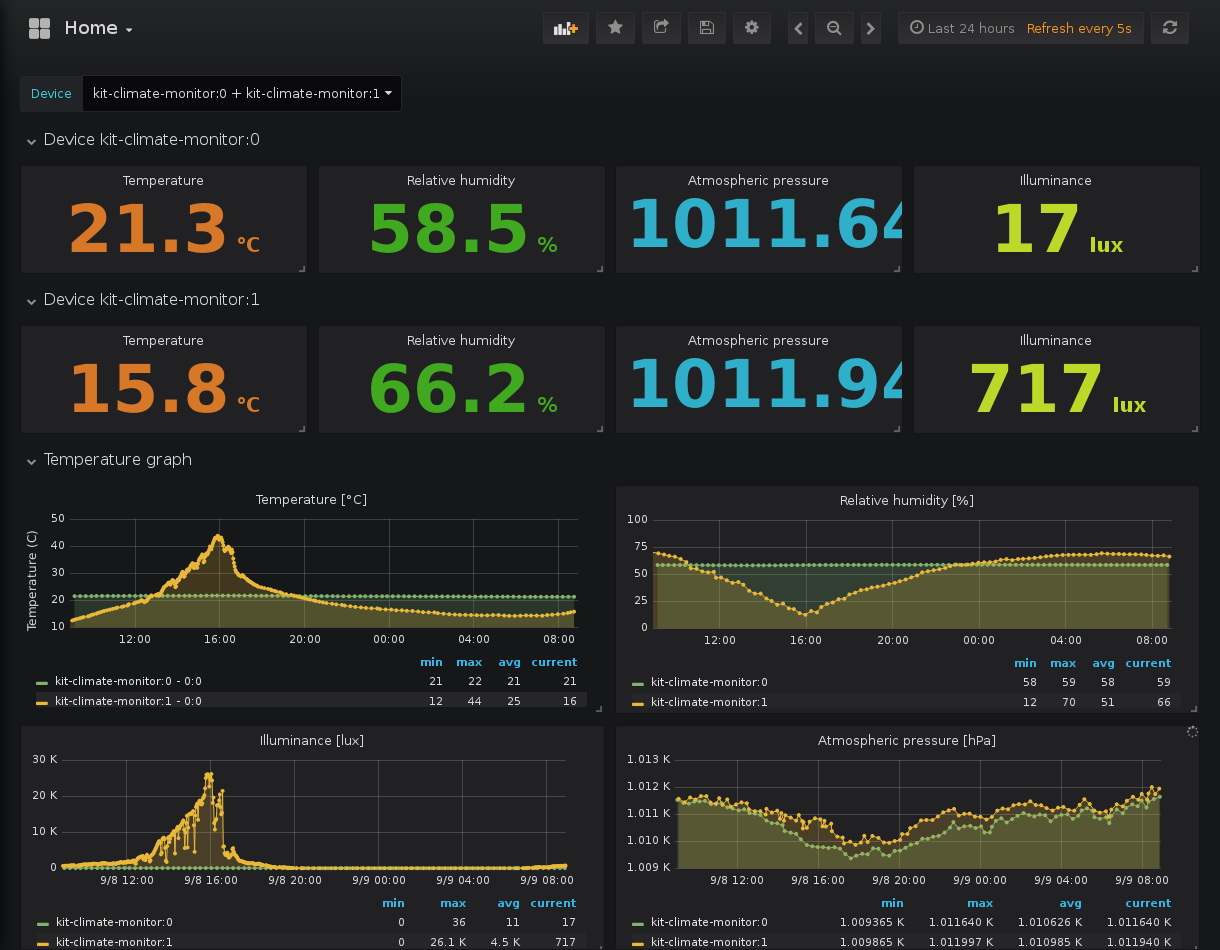 Home
Last 24 hours Refresh every 5s
Device kit-climate-monitor:0 + kit-climate-monitor:1
Device kit-climate-monitor:0
Temperature
21.3 °C
Relative humidity
58.5 %
Atmospheric pressure
1011.64
Illuminance
17 lux
Device kit-climate-monitor:1
Temperature
15.8 °C
Relative humidity
66.2 %
Atmospheric pressure
1011.94
Illuminance
717 lux
Temperature graph
Temperature [°C]
Temperature (C)
50
40
30
20
10
12:00 16:00 20:00 00:00 04:00 08:00
min max avg current
kit-climate-monitor:0 - 0:0 21 22 21 21
kit-climate-monitor:1 - 0:0 12 44 25 16
Relative humidity [%]
100
75
50
25
0
12:00 16:00 20:00 00:00 04:00 08:00
min max avg current
kit-climate-monitor:0 58 59 58 59
kit-climate-monitor:1 12 70 51 66
Illuminance [lux]
30 K
20 K
10 K
0
9/8 12:00 9/8 16:00 9/8 20:00 9/9 00:00 9/9 04:00 9/9 08:00
min max avg current
kit-climate-monitor:0 0 36 11 17
kit-climate-monitor:1 0 26.1 K 4.5 K 717
Atmospheric pressure [hPa]
1.013 K
1.012 K
1.011 K
1.010 K
1.009 K
9/8 12:00 9/8 16:00 9/8 20:00 9/9 00:00 9/9 04:00 9/9 08:00
min max avg current
kit-climate-monitor:0 1.009365 K 1.011640 K 1.010626 K 1.011640 K
kit-climate-monitor:1 1.009865 K 1.011997 K 1.010985 K 1.011940 K